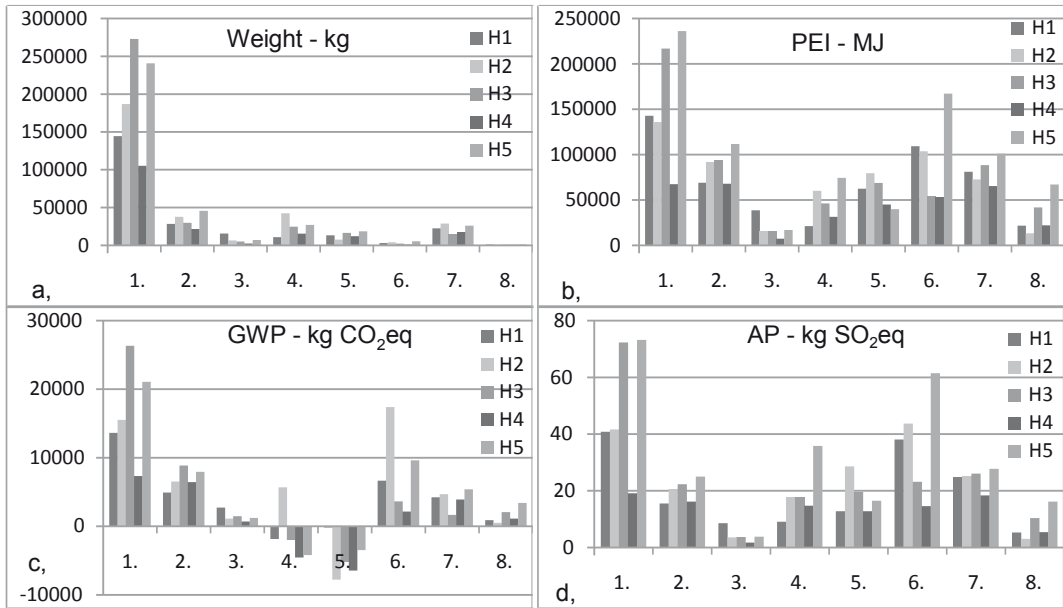 Weight - kg
300000
250000
200000
150000
100000
50000
0
H1
H2
H3
H4
H5
1. 2. 3. 4. 5. 6. 7. 8.
a,
PEI - MJ
250000
200000
150000
100000
50000
0
H1
H2
H3
H4
H5
1. 2. 3. 4. 5. 6. 7. 8.
b,
GWP - kg CO₂eq
30000
20000
10000
0
-10000
H1
H2
H3
H4
H5
1. 2. 3. 4. 5. 6. 7. 8.
c,
AP - kg SO₂eq
80
60
40
20
0
H1
H2
H3
H4
H5
1. 2. 3. 4. 5. 6. 7. 8.
d,